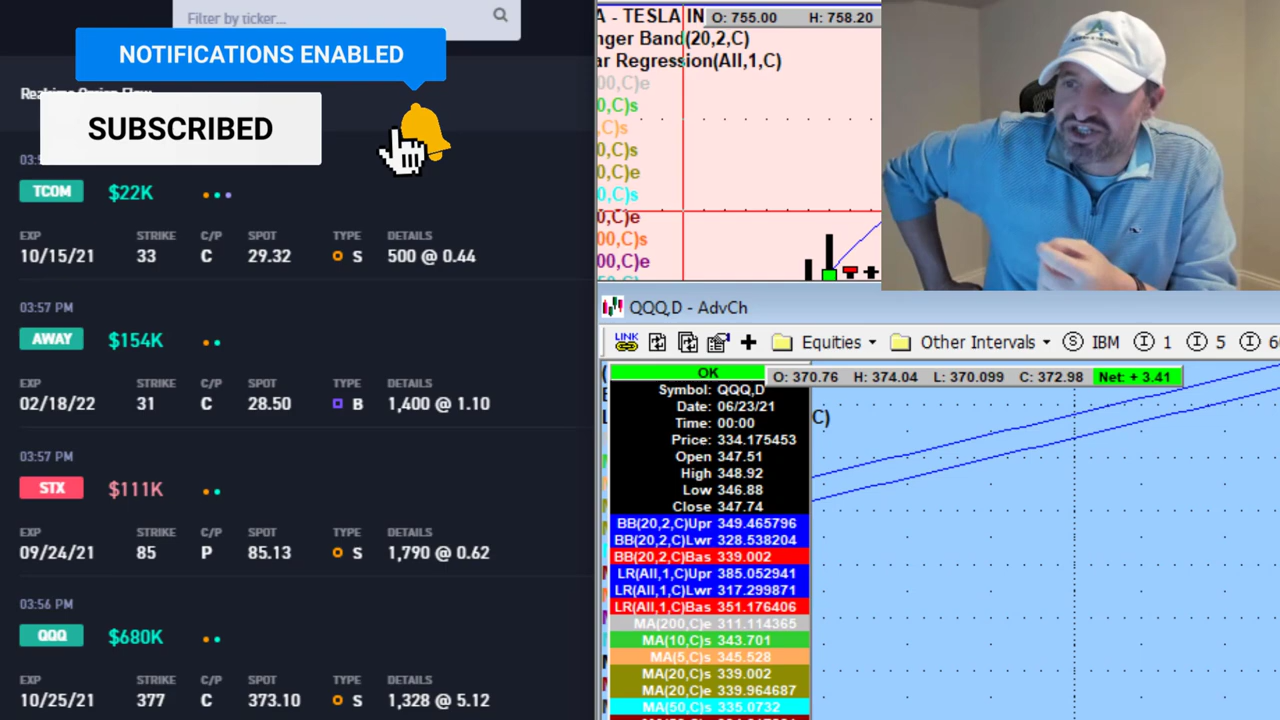 Filter by ticker...
NOTIFICATIONS ENABLED
SUBSCRIBED
TCOM $22K
EXP STRIKE C/P SPOT TYPE DETAILS
10/15/21 33 C 29.32 S 500 @ 0.44
03:57 PM
AWAY $154K
EXP STRIKE C/P SPOT TYPE DETAILS
02/18/22 31 C 28.50 B 1,400 @ 1.10
03:57 PM
STX $111K
EXP STRIKE C/P SPOT TYPE DETAILS
09/24/21 85 P 85.13 S 1,790 @ 0.62
03:56 PM
QQQ $680K
EXP STRIKE C/P SPOT TYPE DETAILS
10/25/21 377 C 373.10 S 1,328 @ 5.12
A - TESLA IN O: 755.00 H: 758.20
nger Band(20,2,C)
ar Regression(All,1,C)
00,C)e
0,C)s
,C)s
0,C)s
0,C)e
0,C)s
0,C)e
00,C)s
00,C)e
QQQ,D - AdvCh
LINK Equities Other Intervals S IBM I 1 I 5 I 6
OK O: 370.76 H: 374.04 L: 370.099 C: 372.98 Net: + 3.41
Symbol: QQQ,D
Date: 06/23/21
C)
Time: 00:00
Price: 334.175453
Open 347.51
High 348.92
Low 346.88
Close 347.74
BB(20,2,C)Upr 349.465796
BB(20,2,C)Lwr 328.538204
BB(20,2,C)Bas 339.002
LR(All,1,C)Upr 385.052941
LR(All,1,C)Lwr 317.299871
LR(All,1,C)Bas 351.176406
MA(200,C)e 311.114365
MA(10,C)s 343.701
MA(5,C)s 345.528
MA(20,C)s 339.002
MA(20,C)e 339.964687
MA(50,C)s 335.0732